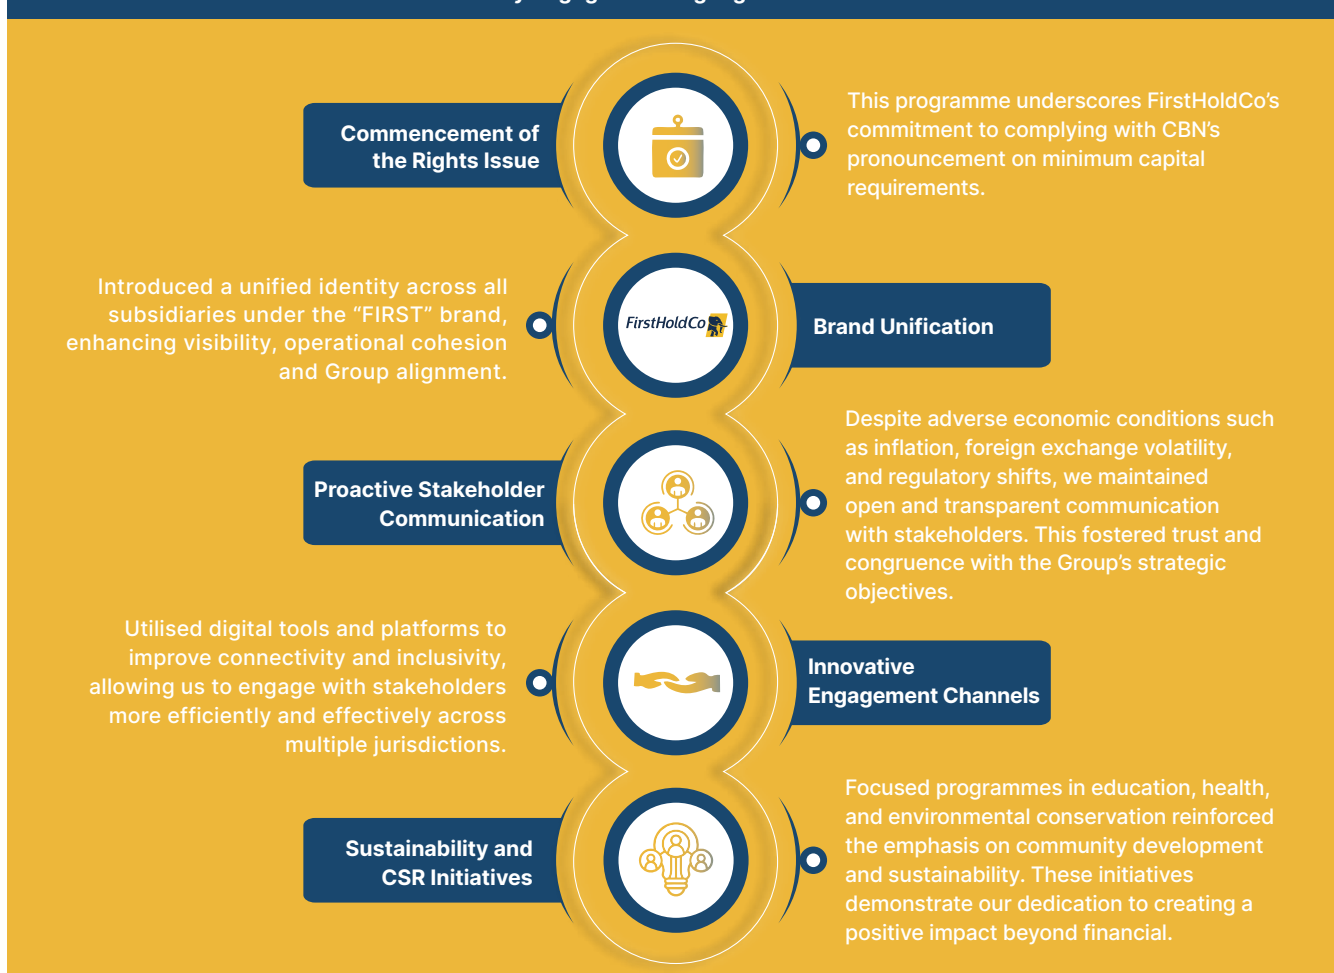 Commencement of
the Rights Issue
This programme underscores FirstHoldCo’s
commitment to complying with CBN’s
pronouncement on minimum capital
requirements.
Introduced a unified identity across all
subsidiaries under the “FIRST” brand,
enhancing visibility, operational cohesion
and Group alignment.
FirstHoldCo
Brand Unification
Proactive Stakeholder
Communication
Despite adverse economic conditions such
as inflation, foreign exchange volatility,
and regulatory shifts, we maintained
open and transparent communication
with stakeholders. This fostered trust and
congruence with the Group’s strategic
objectives.
Utilised digital tools and platforms to
improve connectivity and inclusivity,
allowing us to engage with stakeholders
more efficiently and effectively across
multiple jurisdictions.
Innovative
Engagement Channels
Sustainability and
CSR Initiatives
Focused programmes in education, health,
and environmental conservation reinforced
the emphasis on community development
and sustainability. These initiatives
demonstrate our dedication to creating a
positive impact beyond financial.